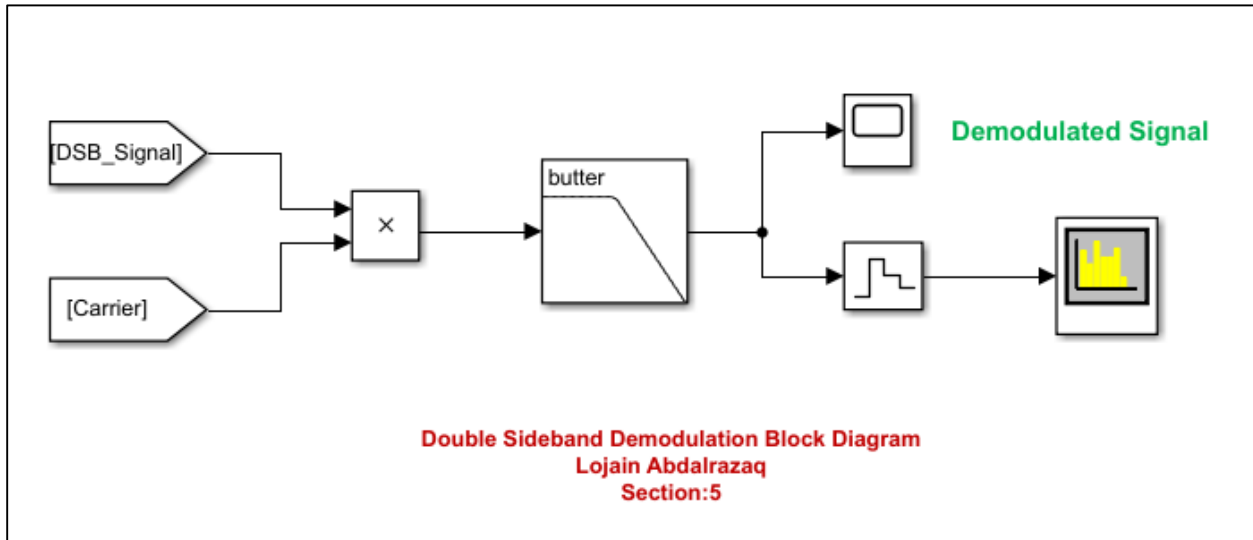 [DSB_Signal]
[Carrier]
×
butter
Demodulated Signal
Double Sideband Demodulation Block Diagram
Lojain Abdalrazaq
Section:5